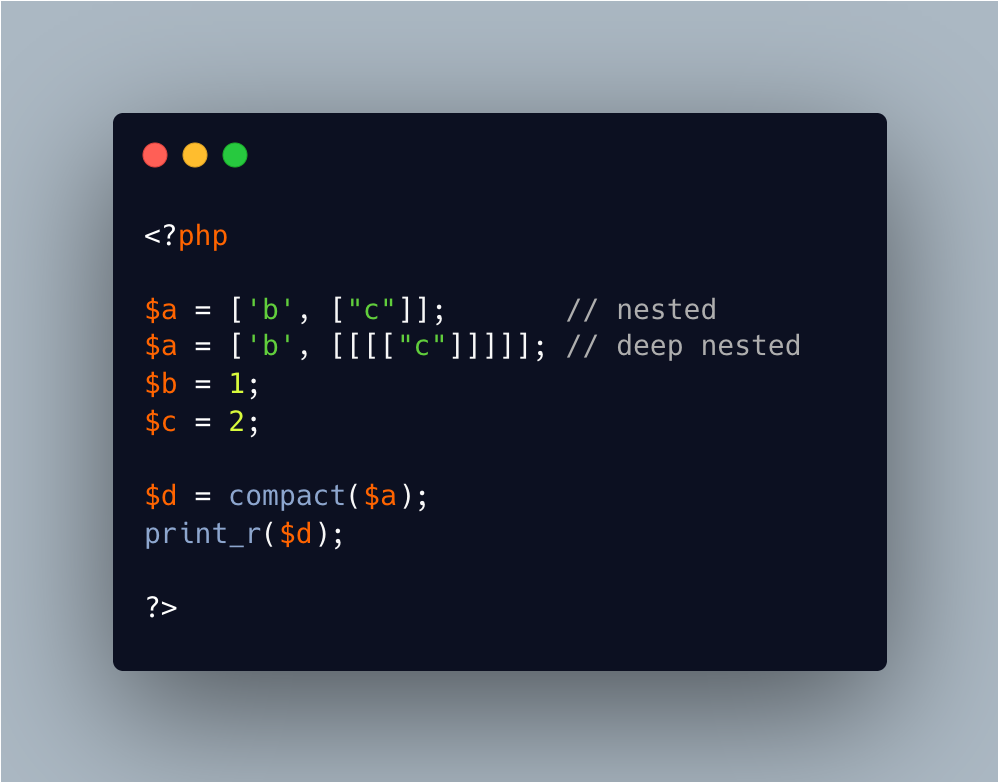 <?php
$a = ['b', ["c"]];       // nested
$a = ['b', [[[["c"]]]]]; // deep nested
$b = 1;
$c = 2;
$d = compact($a);
print_r($d);
?>